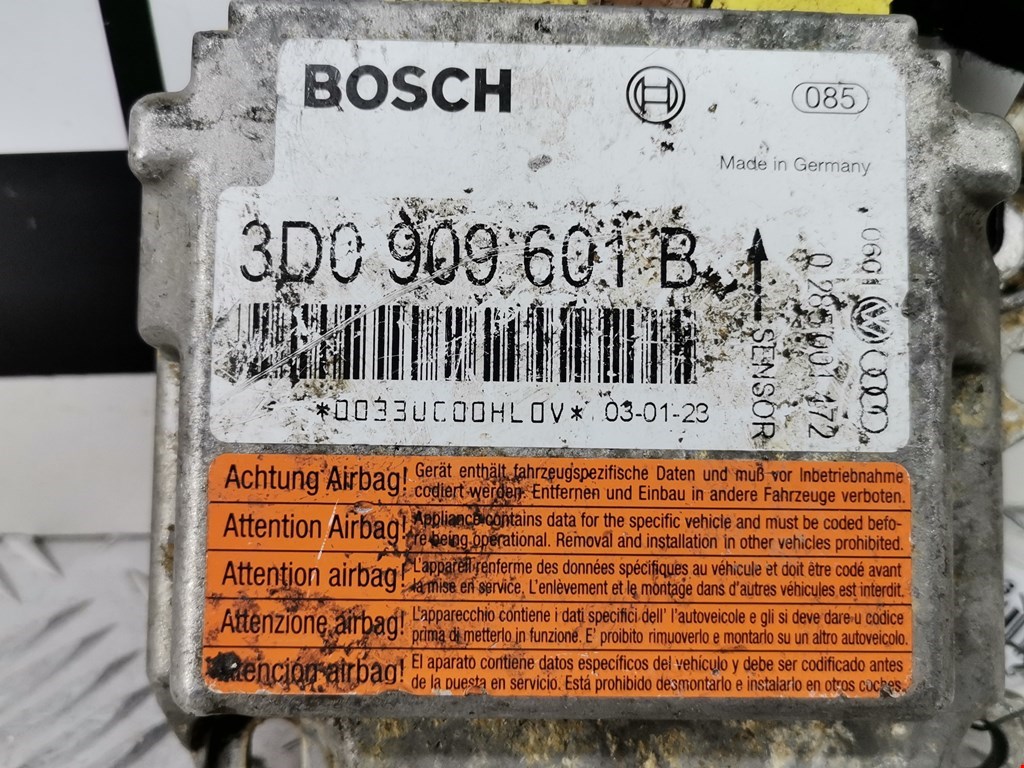 BOSCH
085
Made in Germany
3D0 909 601 B
*0033UC00HL0V* 03-01-23
SENSOR
0601
Achtung Airbag! Gerät enthält fahrzeugspezifische Daten und muß vor Inbetriebnahme
codiert werden. Entfernen und Einbau in andere Fahrzeuge verboten.
Attention Airbag! Appliance contains data for the specific vehicle and must be coded befo-
re being operational. Removal and installation in other vehicles prohibited.
Attention airbag! L'appareil renferme des données spécifiques au véhicule et doit être codé avant
la mise en service. L'enlèvement et le montage dans d'autres véhicules est interdit.
Attenzione airbag! L'apparecchio contiene i dati specifici dell' l'autoveicolo e gli si deve dare u codice
prima di metterlo in funzione. E' proibito rimuoverlo e montarlo su un altro autoveicolo.
Atención airbag! El aparato contiene datos específicos del vehículo y debe ser codificado antes
de la puesta en servicio. Está prohibido desmontarlo e instalarlo en otros coches.